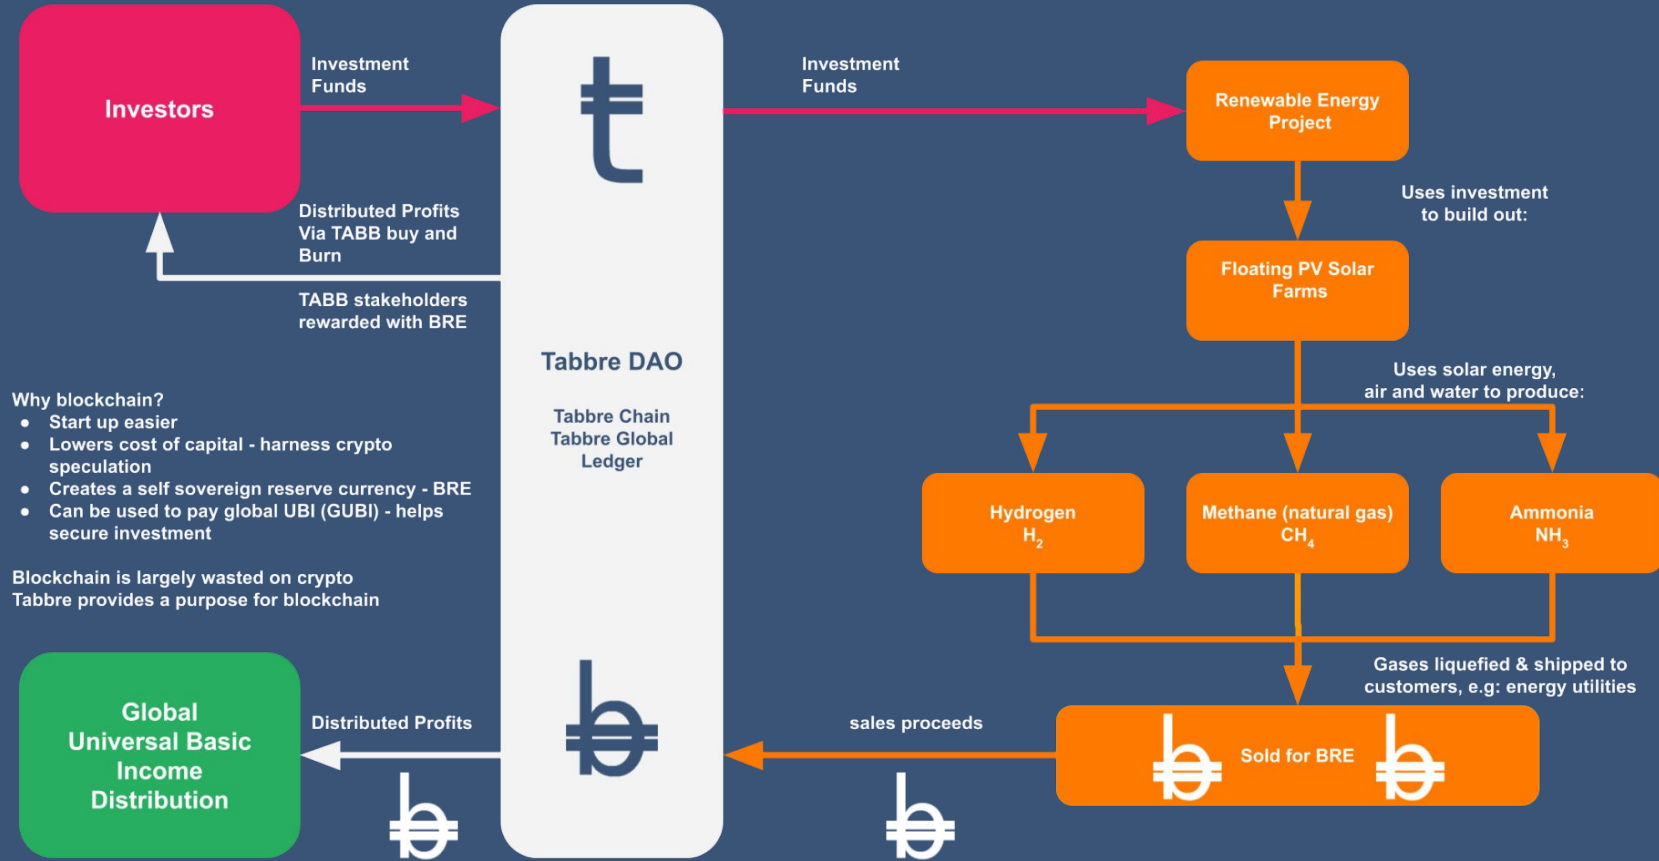 Investors
Investment
Funds
Investment
Funds
Renewable Energy
Project
Uses investment
to build out:
Distributed Profits
Via TABB buy and
Burn
TABB stakeholders
rewarded with BRE
Floating PV Solar
Farms
Tabbre DAO
Tabbre Chain
Tabbre Global
Ledger
Uses solar energy,
air and water to produce:
Why blockchain?
● Start up easier
● Lowers cost of capital - harness crypto
speculation
● Creates a self sovereign reserve currency - BRE
● Can be used to pay global UBI (GUBI) - helps
secure investment
Blockchain is largely wasted on crypto
Tabbre provides a purpose for blockchain
Hydrogen
H₂
Methane (natural gas)
CH₄
Ammonia
NH₃
Gases liquefied & shipped to
customers, e.g: energy utilities
Global
Universal Basic
Income
Distribution
Distributed Profits
sales proceeds
Sold for BRE